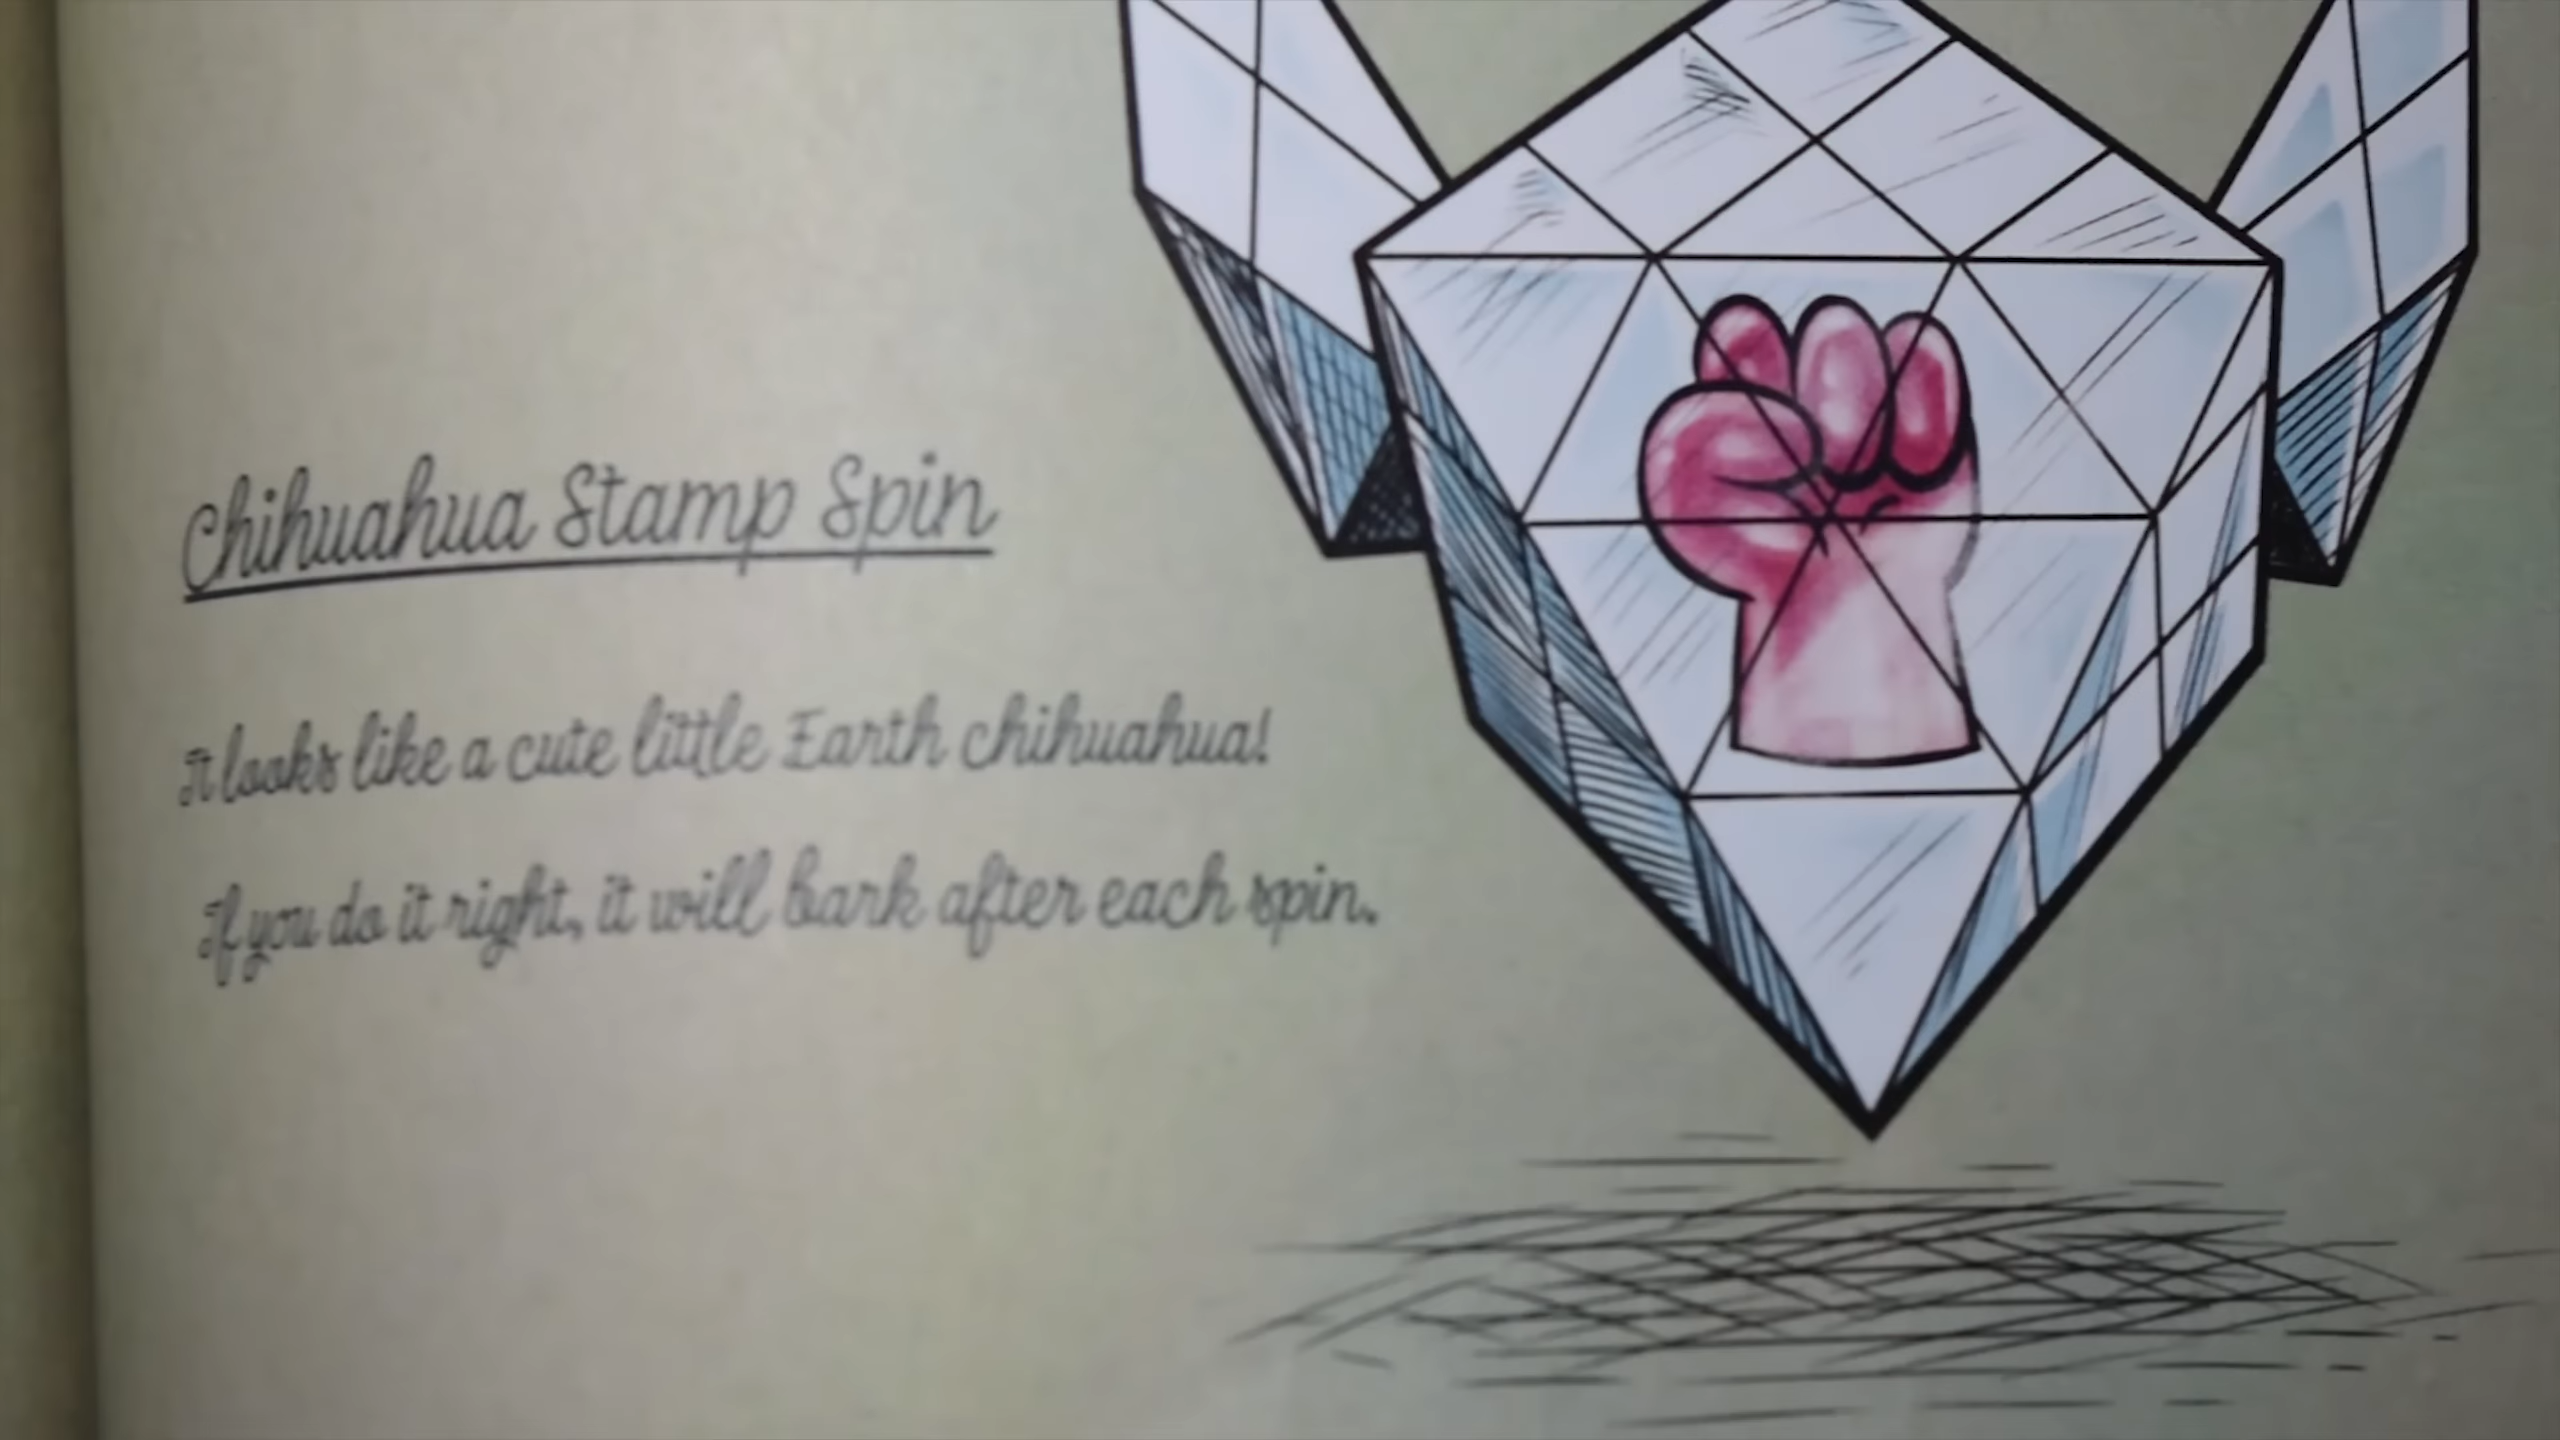 Chihuahua Stamp Spin
It looks like a cute little Earth chihuahua!
If you do it right, it will bark after each spin.